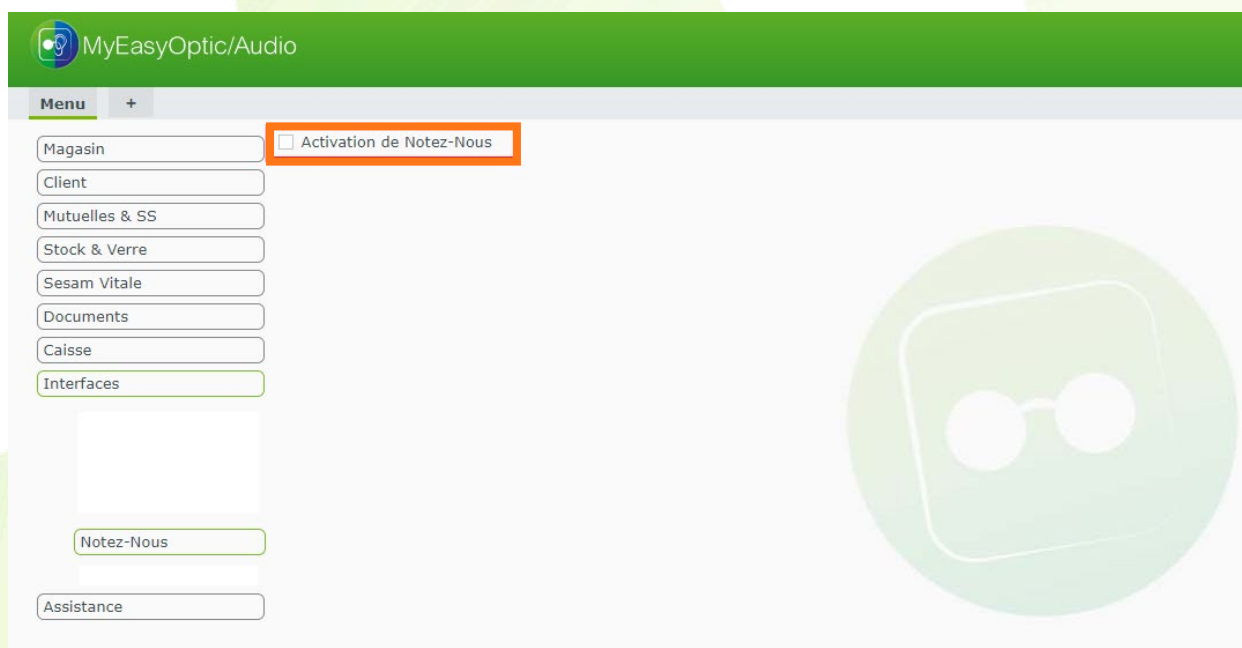 MyEasyOptic/Audio
Menu +
Magasin
Activation de Notez-Nous
Client
Mutuelles & SS
Stock & Verre
Sesam Vitale
Documents
Caisse
Interfaces
Notez-Nous
Assistance